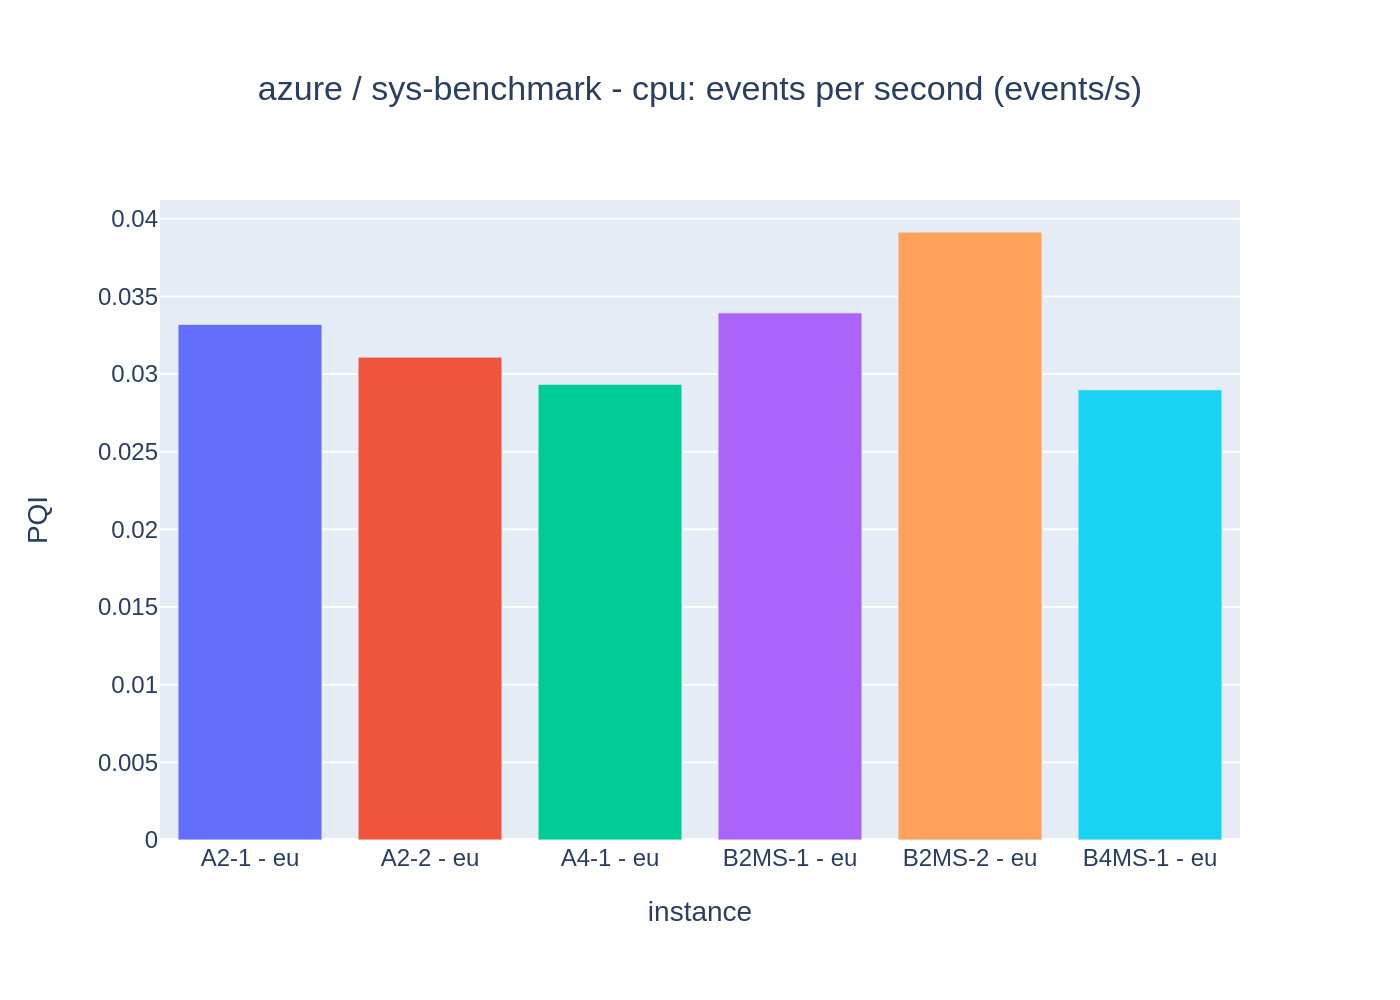 azure / sys-benchmark - cpu: events per second (events/s)
0.04
0.035
0.03
0.025
0.02
0.015
0.01
0.005
0
PQI
A2-1 - eu
A2-2 - eu
A4-1 - eu
B2MS-1 - eu
B2MS-2 - eu
B4MS-1 - eu
instance